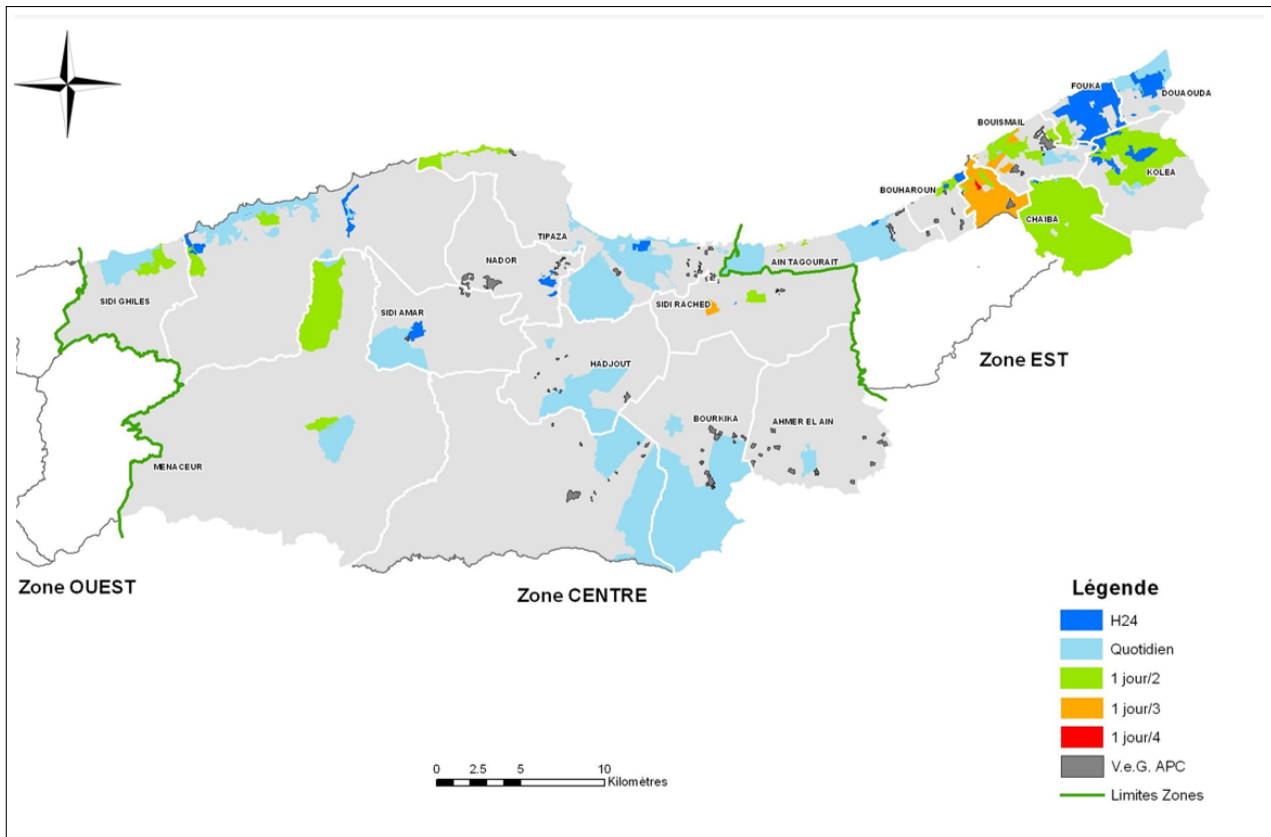 FOUKA
DOUAOUDA
BOUISMAIL
KOLEA
BOUHAROUN
CHAIBA
TIPAZA
AIN TAGOURAIT
NADOR
SIDI GHILES
SIDI RACHED
SIDI AMAR
Zone EST
HADJOUT
BOURKIKA
AHMER EL AIN
MENACEUR
Zone OUEST
Zone CENTRE
Légende
H24
Quotidien
1 jour/2
1 jour/3
1 jour/4
V.e.G. APC
Limites Zones
0 2.5 5 10
Kilomètres